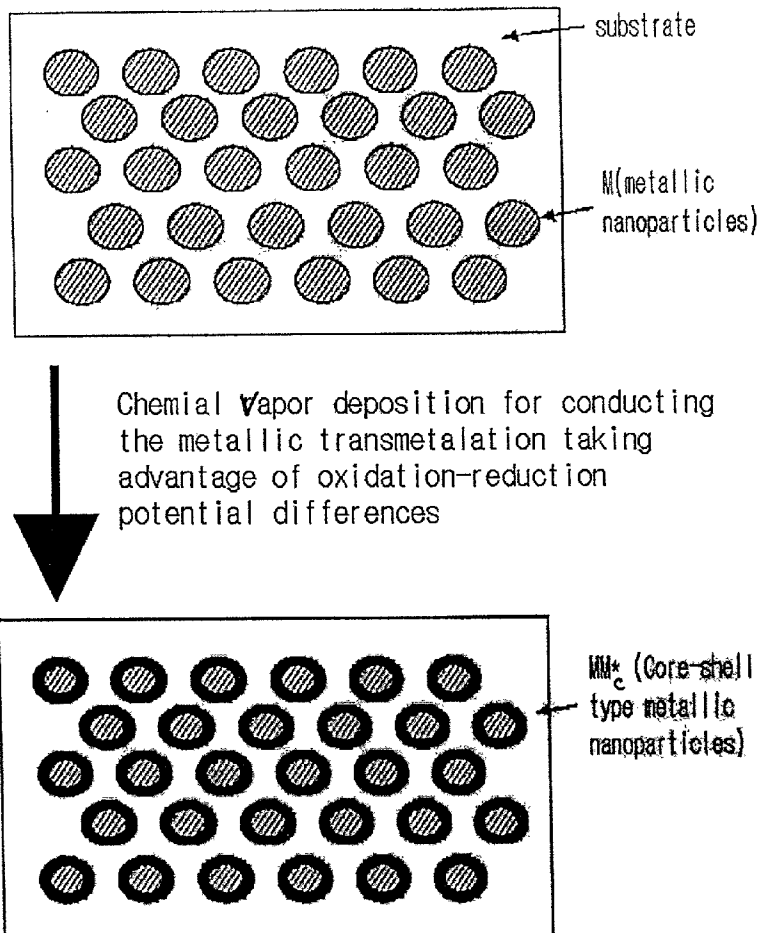 substrate
M(metallic
nanoparticles)
Chemial Vapor deposition for conducting
the metallic transmetalation taking
advantage of oxidation-reduction
potential differences
MM*c (Core-shell
type metallic
nanoparticles)